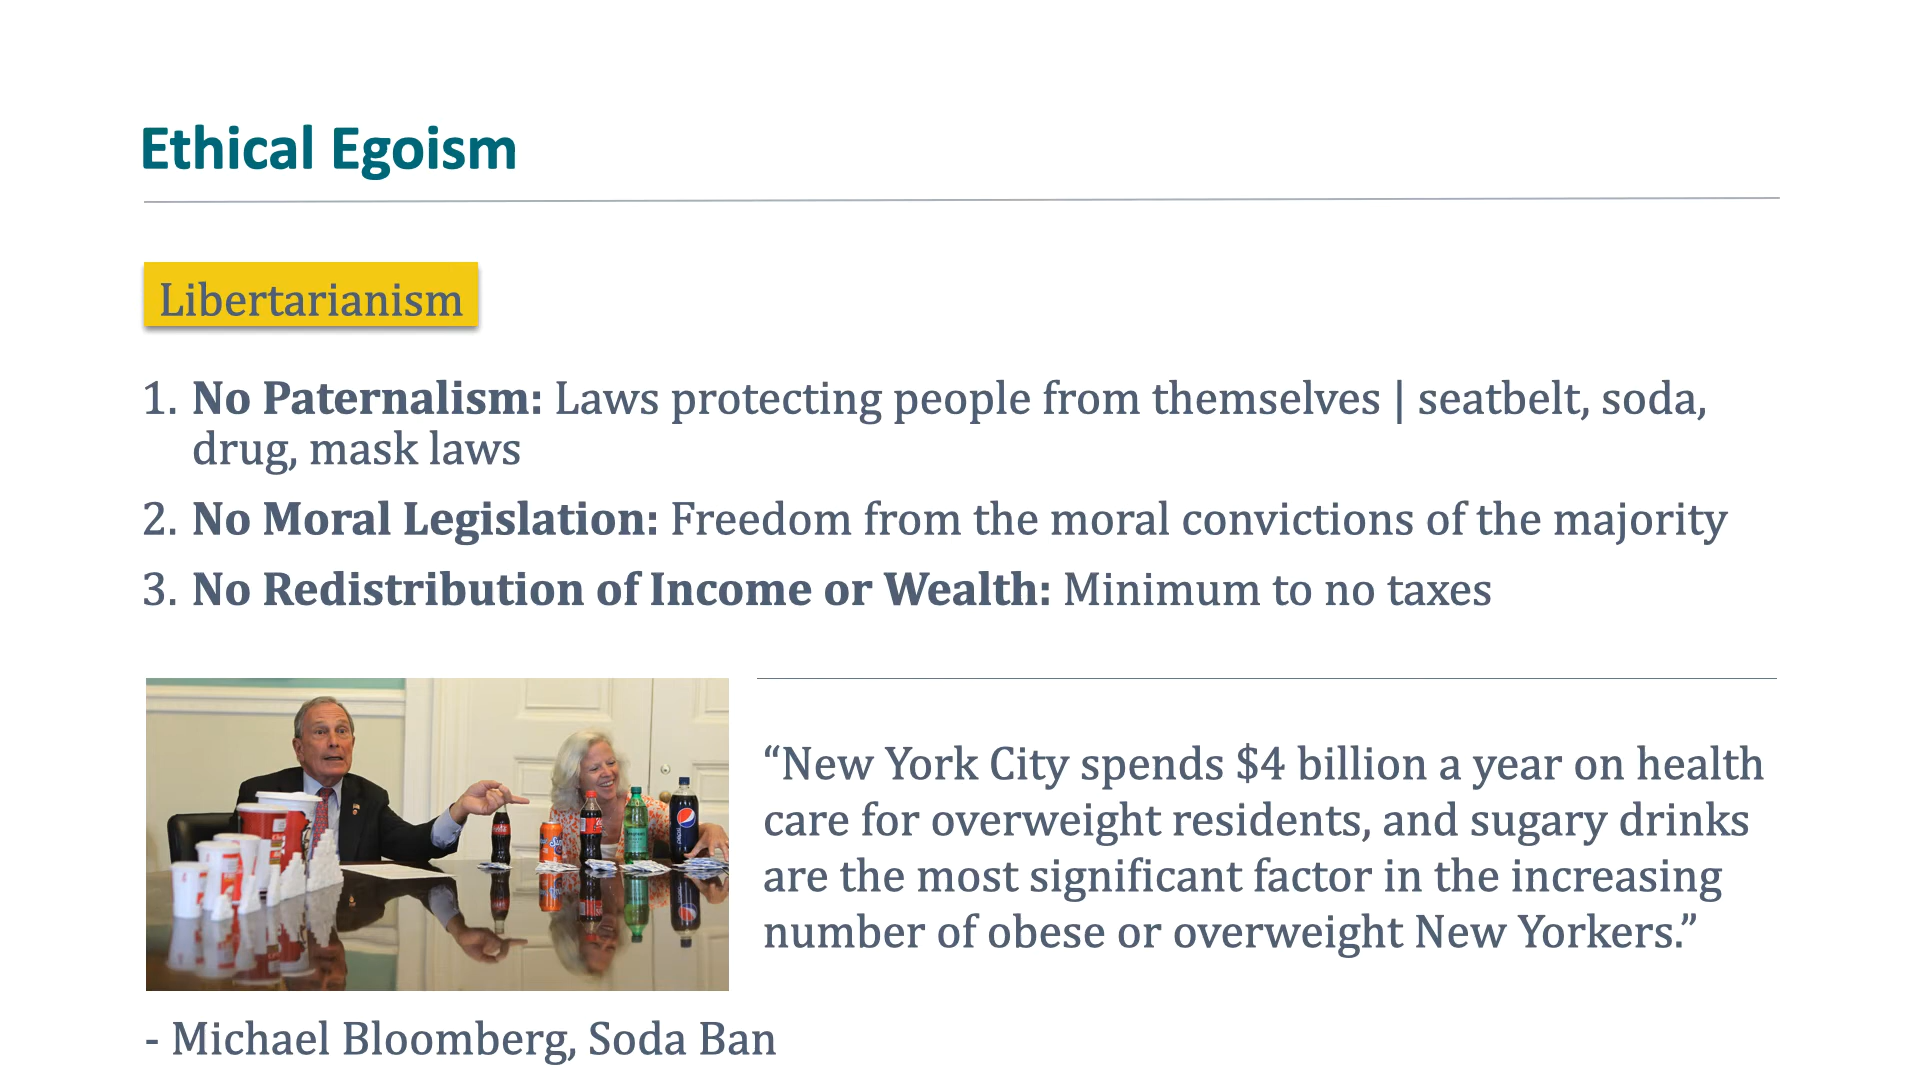 Ethical Egoism
Libertarianism
1. No Paternalism: Laws protecting people from themselves | seatbelt, soda,
drug, mask laws
2. No Moral Legislation: Freedom from the moral convictions of the majority
3. No Redistribution of Income or Wealth: Minimum to no taxes
“New York City spends $4 billion a year on health
care for overweight residents, and sugary drinks
are the most significant factor in the increasing
number of obese or overweight New Yorkers.”
- Michael Bloomberg, Soda Ban